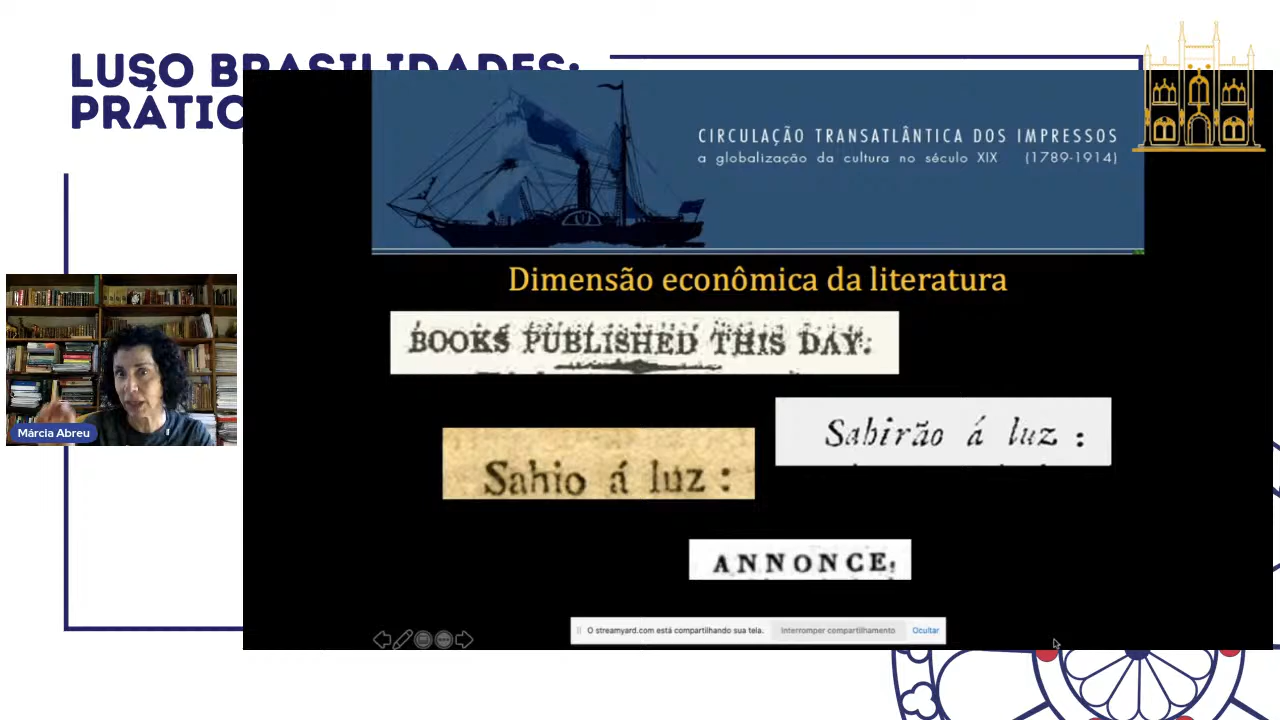 LUSO BRASILIDADES:
PRÁTIC
CIRCULAÇÃO TRANSATLÂNTICA DOS IMPRESSOS
a globalização da cultura no século XIX (1789-1914)
Dimensão econômica da literatura
BOOKS PUBLISHED THIS DAY.
Sahirão á luz :
Sahio á luz :
ANNONCE,
Márcia Abreu
O streamyard.com está compartilhando sua tela. Interromper compartilhamento Ocultar